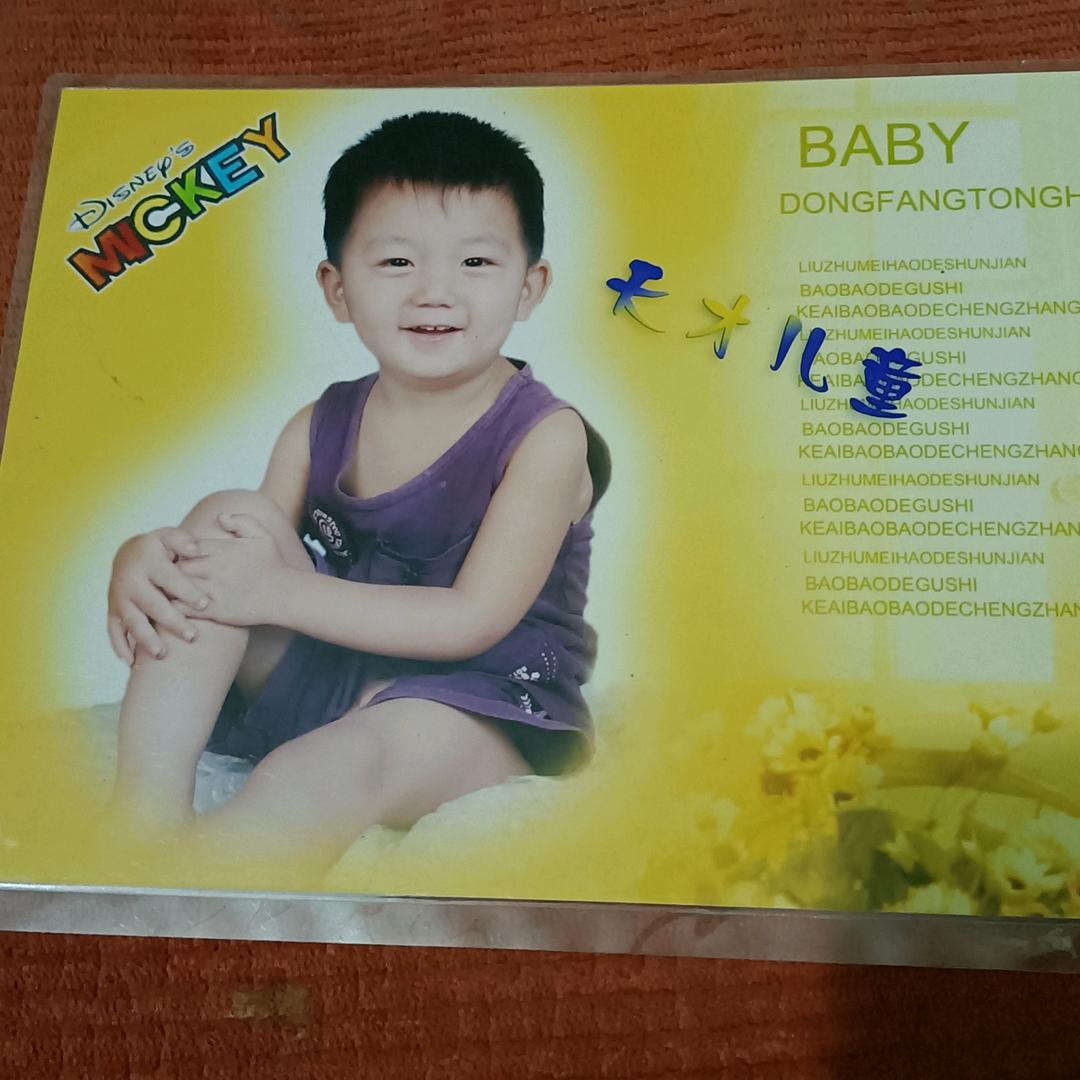 DISNEY'S
MICKEY
BABY
DONGFANGTONGH
天才儿童
LIUZHUMEIHAODESHUNJIAN
BAOBAODEGUSHI
KEAIBAOBAODECHENGZHANG
LIUZHUMEIHAODESHUNJIAN
BAOBAODEGUSHI
KEAIBAOBAODECHENGZHANG
LIUZHUMEIHAODESHUNJIAN
BAOBAODEGUSHI
KEAIBAOBAODECHENGZHANG
LIUZHUMEIHAODESHUNJIAN
BAOBAODEGUSHI
KEAIBAOBAODECHENGZHAN
LIUZHUMEIHAODESHUNJIAN
BAOBAODEGUSHI
KEAIBAOBAODECHENGZHAN